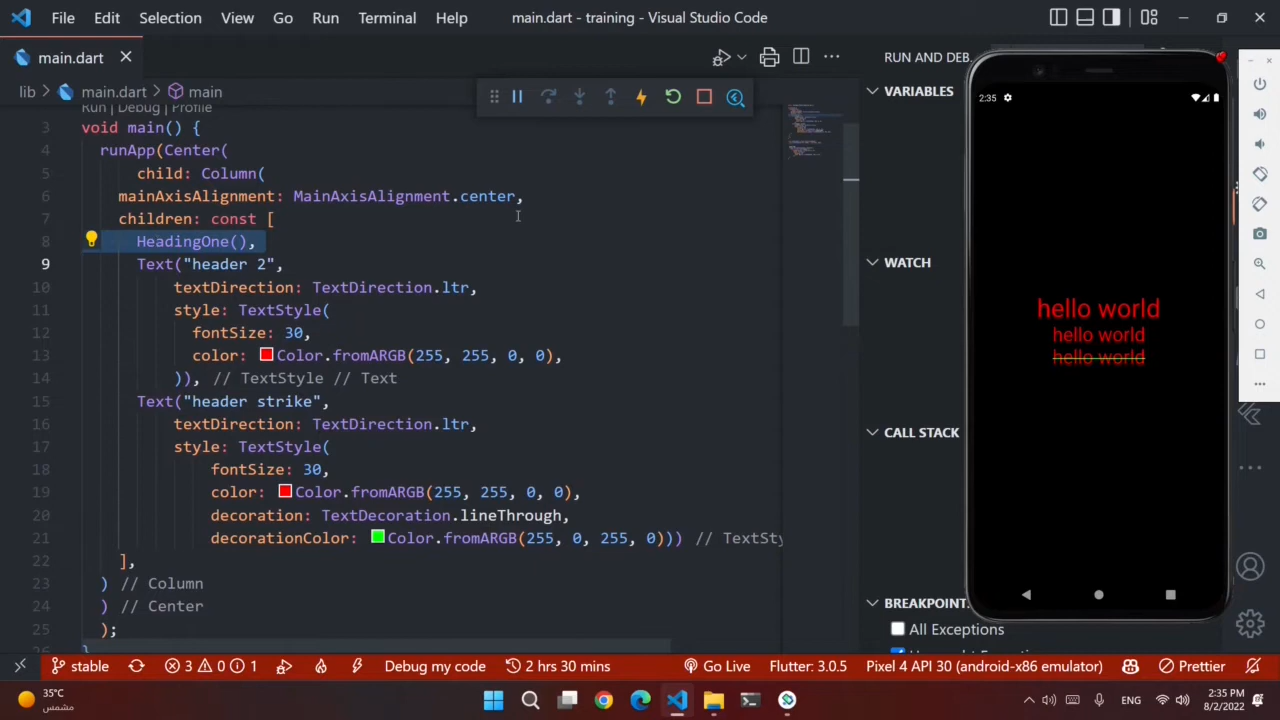 File Edit Selection View Go Run Terminal Help main.dart - training - Visual Studio Code
main.dart
RUN AND DEB
lib main.dart main
VARIABLES
Run | Debug | Profile
3 void main() {
4 runApp(Center(
5 child: Column(
6 mainAxisAlignment: MainAxisAlignment.center,
7 children: const [
8 HeadingOne(),
9 Text("header 2",
10 textDirection: TextDirection.ltr,
11 style: TextStyle(
12 fontSize: 30,
13 color: Color.fromARGB(255, 255, 0, 0),
14 )), // TextStyle // Text
15 Text("header strike",
16 textDirection: TextDirection.ltr,
17 style: TextStyle(
18 fontSize: 30,
19 color: Color.fromARGB(255, 255, 0, 0),
20 decoration: TextDecoration.lineThrough,
21 decorationColor: Color.fromARGB(255, 0, 255, 0))) // TextSty
22 ],
23 ) // Column
24 ) // Center
25 );
}
WATCH
CALL STACK
BREAKPOINT
All Exceptions
2:35
hello world
hello world
hello world
stable 3 0 1 Debug my code 2 hrs 30 mins Go Live Flutter: 3.0.5 Pixel 4 API 30 (android-x86 emulator) Prettier
35°C
مشمس
ENG
2:35 PM
8/2/2022